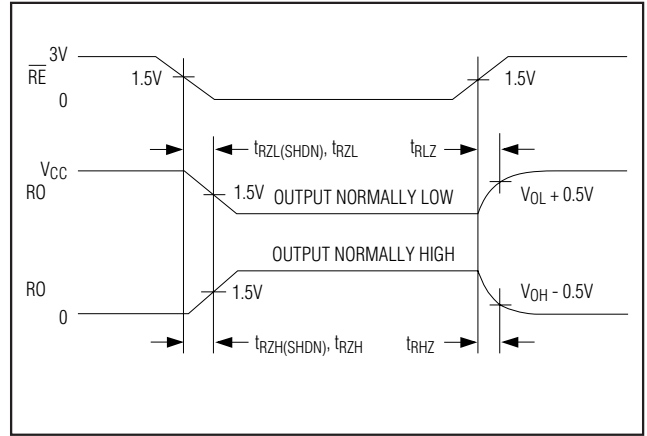 3V
RE
1.5V
1.5V
0
tRZL(SHDN), tRZL
tRLZ
VCC
RO
1.5V
OUTPUT NORMALLY LOW
VOL + 0.5V
OUTPUT NORMALLY HIGH
RO
1.5V
VOH - 0.5V
0
tRZH(SHDN), tRZH
tRHZ